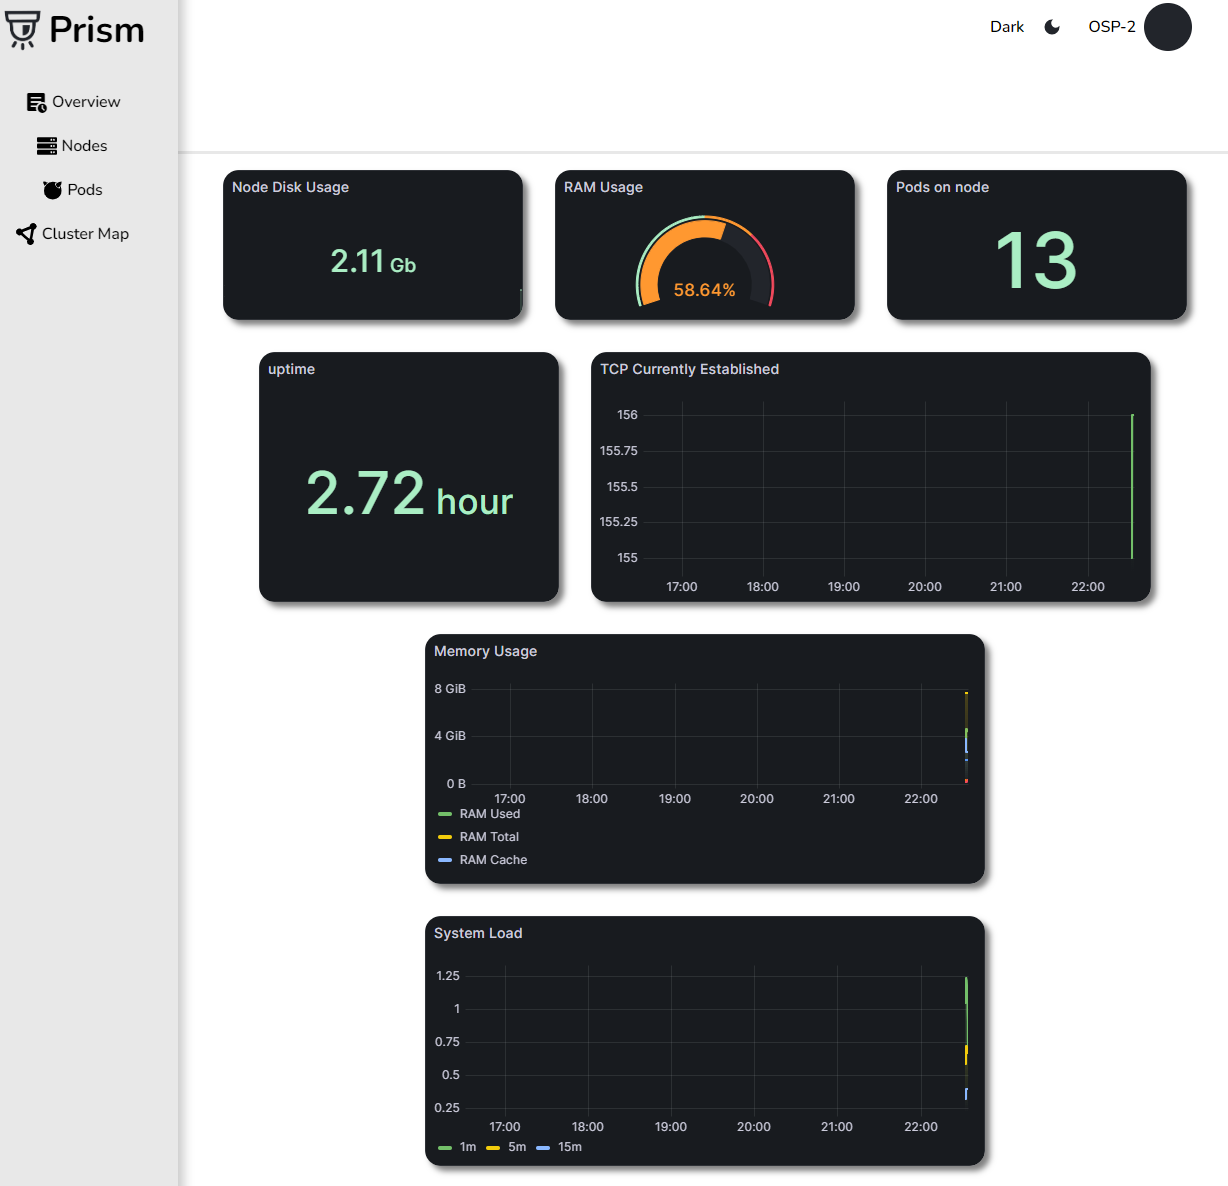 Prism
Dark
OSP-2
Overview
Nodes
Pods
Cluster Map
Node Disk Usage
2.11 Gb
RAM Usage
58.64%
Pods on node
13
uptime
2.72 hour
TCP Currently Established
156
155.75
155.5
155.25
155
17:00 18:00 19:00 20:00 21:00 22:00
Memory Usage
8 GiB
4 GiB
0 B
17:00 18:00 19:00 20:00 21:00 22:00
RAM Used
RAM Total
RAM Cache
System Load
1.25
1
0.75
0.5
0.25
17:00 18:00 19:00 20:00 21:00 22:00
1m 5m 15m